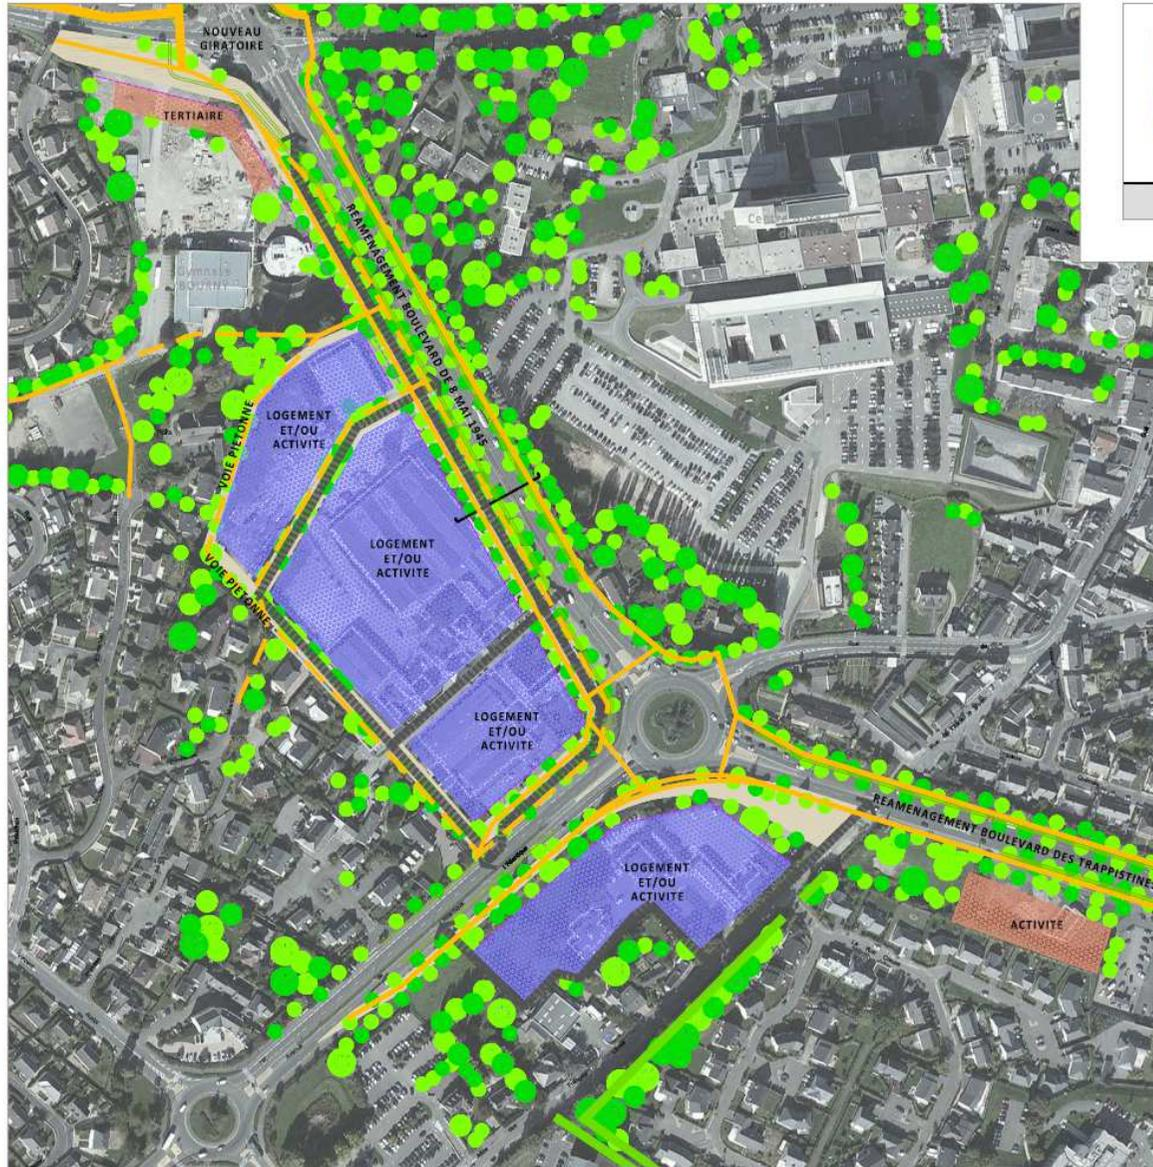 NOUVEAU
GIRATOIRE
TERTIAIRE
REAMENAGEMENT BOULEVARD DE 8 MAI 1945
Gymnase
LOGEMENT
ET/OU
ACTIVITE
VOIE PIETONNE
LOGEMENT
ET/OU
ACTIVITE
VOIE PIETONNE
LOGEMENT
ET/OU
ACTIVITE
REAMENAGEMENT BOULEVARD DES TRAPPISTINES
LOGEMENT
ET/OU
ACTIVITE
ACTIVITE